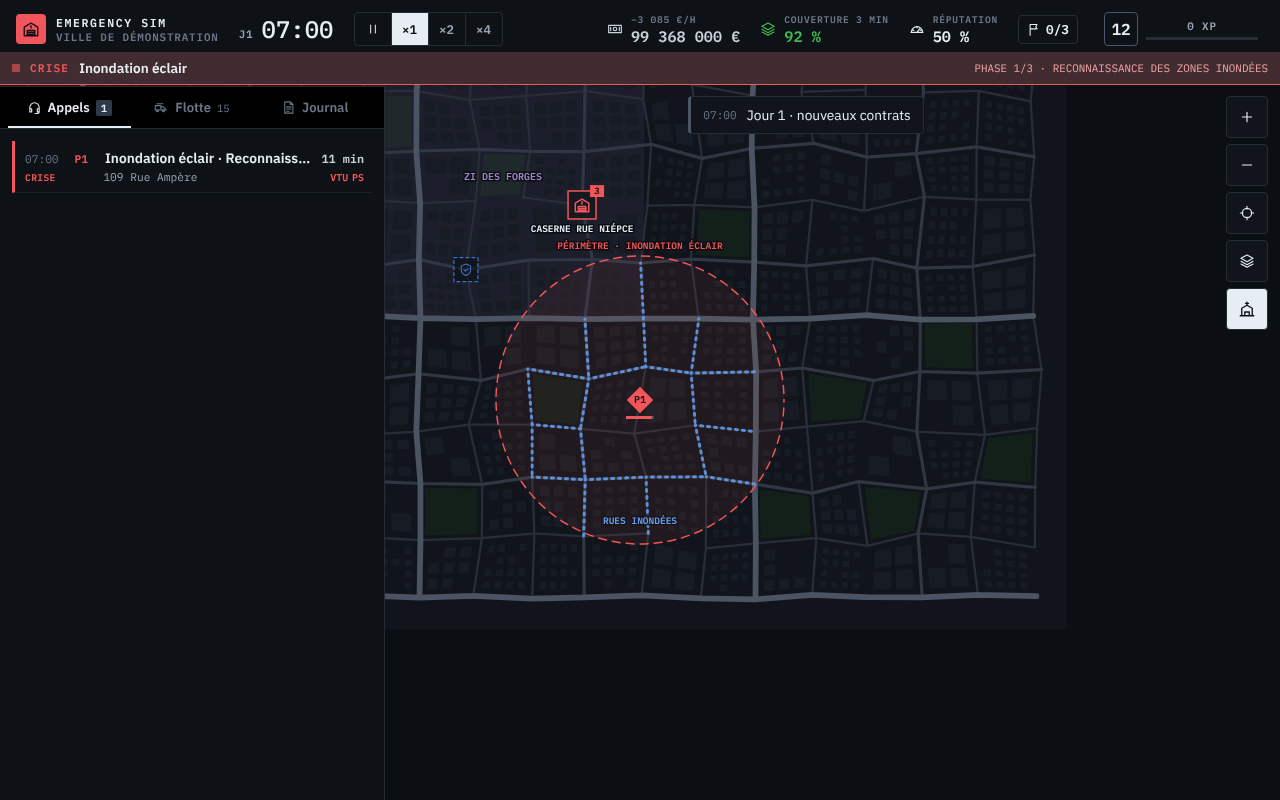 EMERGENCY SIM
VILLE DE DÉMONSTRATION
J1 07:00
×1 ×2 ×4
−3 085 €/H
99 368 000 €
COUVERTURE 3 MIN
92 %
RÉPUTATION
50 %
0/3
12
0 XP
CRISE Inondation éclair
PHASE 1/3 · RECONNAISSANCE DES ZONES INONDÉES
Appels 1
Flotte 15
Journal
07:00 Jour 1 · nouveaux contrats
07:00 P1 Inondation éclair · Reconnaiss… 11 min
CRISE 109 Rue Ampère VTU PS
ZI DES FORGES
3
CASERNE RUE NIÉPCE
PÉRIMÈTRE · INONDATION ÉCLAIR
P1
RUES INONDÉES